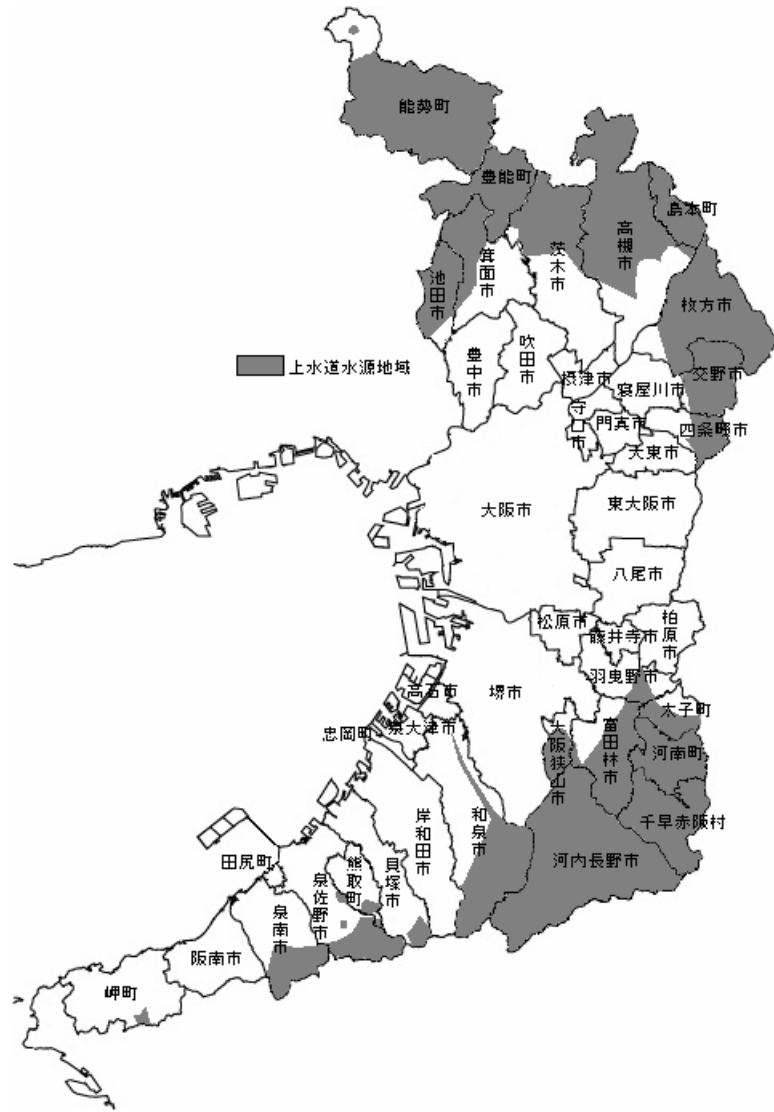 能勢町
豊能町
島本町
高槻市
茨木市
箕面市
池田市
枚方市
上水道水源地域
豊中市
吹田市
摂津市
交野市
寝屋川市
守口市
門真市
四条畷市
大東市
大阪市
東大阪市
八尾市
松原市
藤井寺市
柏原市
羽曳野市
高石市
堺市
太子町
忠岡町
泉大津市
大阪狭山市
富田林市
河南町
千早赤阪村
岸和田市
和泉市
河内長野市
田尻町
泉佐野市
熊取町
貝塚市
泉南市
阪南市
岬町